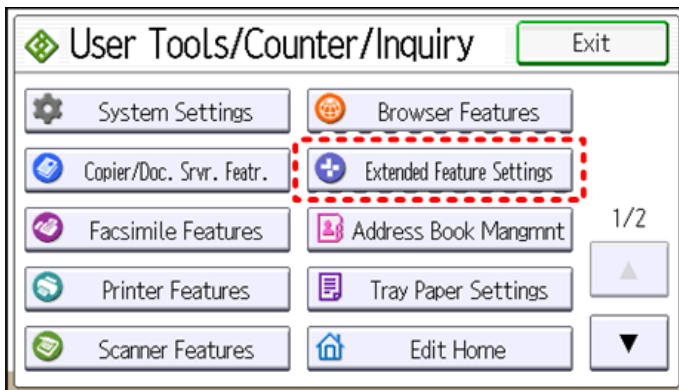 User Tools/Counter/Inquiry
Exit
System Settings
Browser Features
Copier/Doc. Srvr. Featr.
Extended Feature Settings
Facsimile Features
Address Book Mangmnt
1/2
Printer Features
Tray Paper Settings
Scanner Features
Edit Home